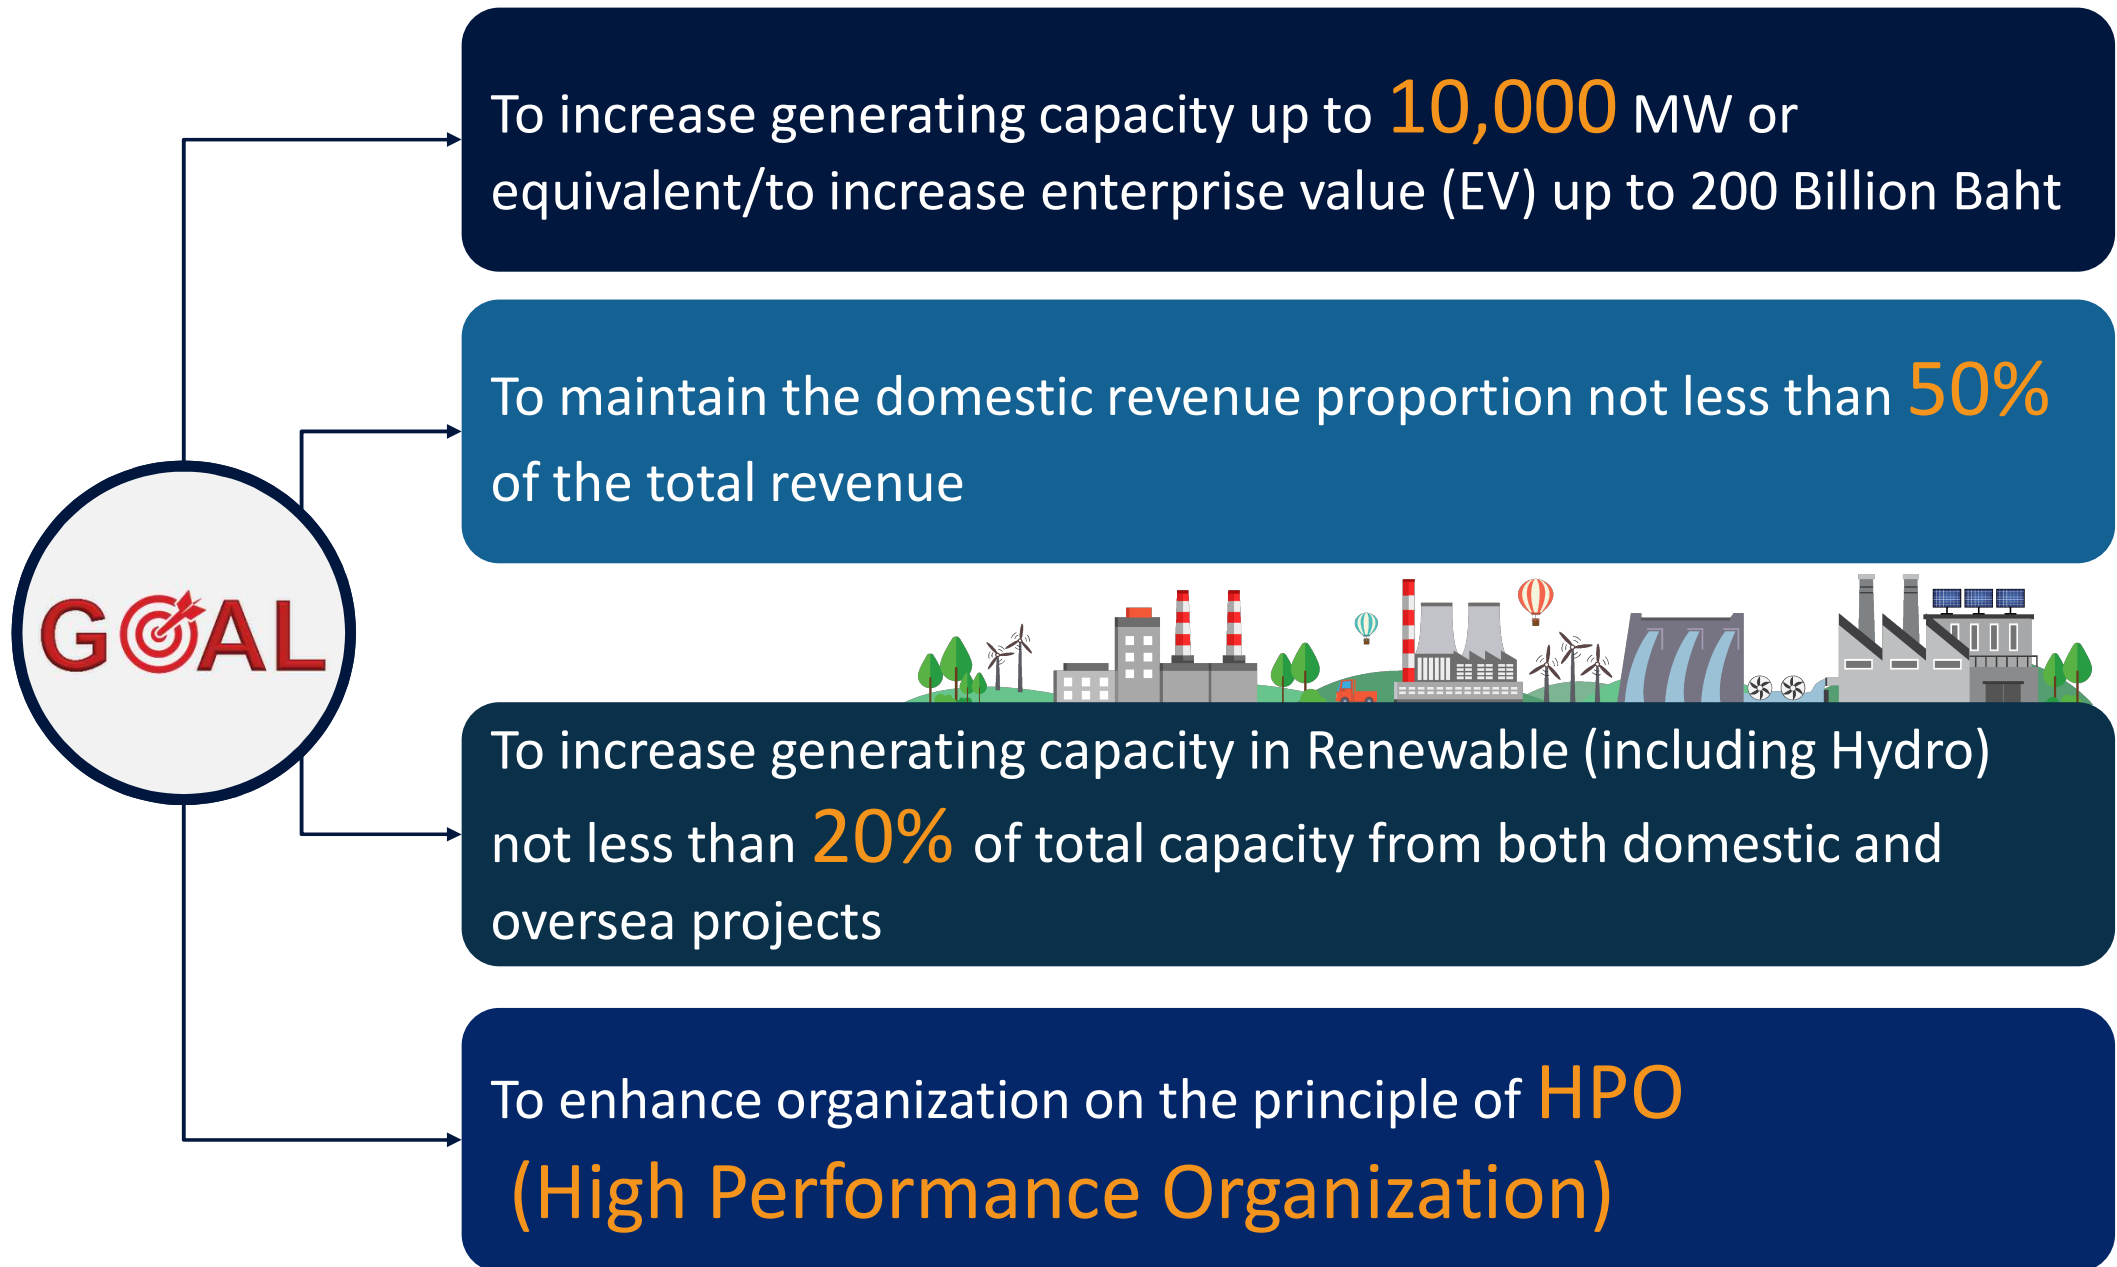 To increase generating capacity up to 10,000 MW or
equivalent/to increase enterprise value (EV) up to 200 Billion Baht
To maintain the domestic revenue proportion not less than 50%
of the total revenue
GOAL
To increase generating capacity in Renewable (including Hydro)
not less than 20% of total capacity from both domestic and
oversea projects
To enhance organization on the principle of HPO
(High Performance Organization)